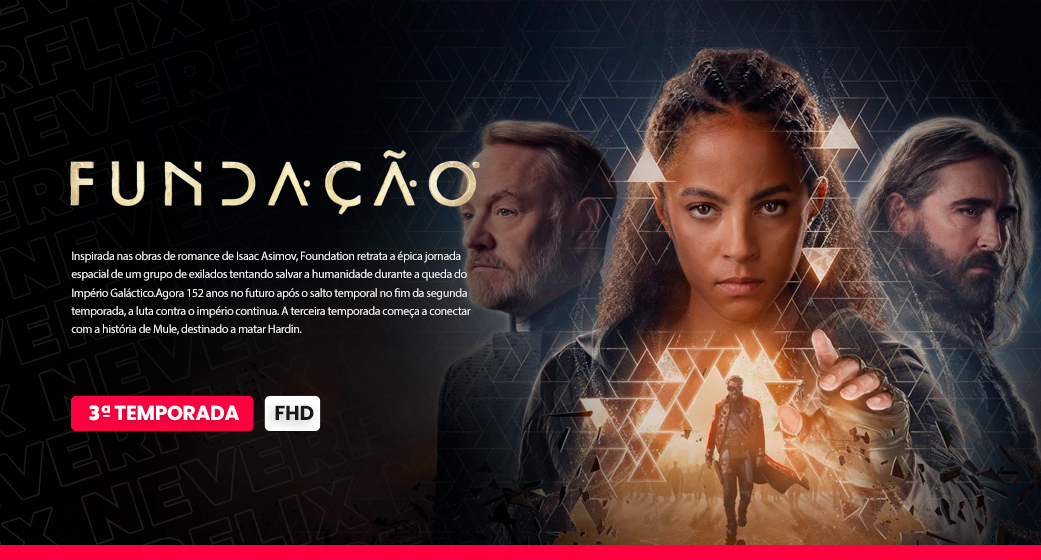 FUNDAÇÃO
Inspirada nas obras de romance de Isaac Asimov, Foundation retrata a épica jornada
espacial de um grupo de exilados tentando salvar a humanidade durante a queda do
Império Galáctico.Agora 152 anos no futuro após o salto temporal no fim da segunda
temporada, a luta contra o império continua. A terceira temporada começa a conectar
com a história de Mule, destinado a matar Hardin.
3ª TEMPORADA
FHD
NEVERFLIX